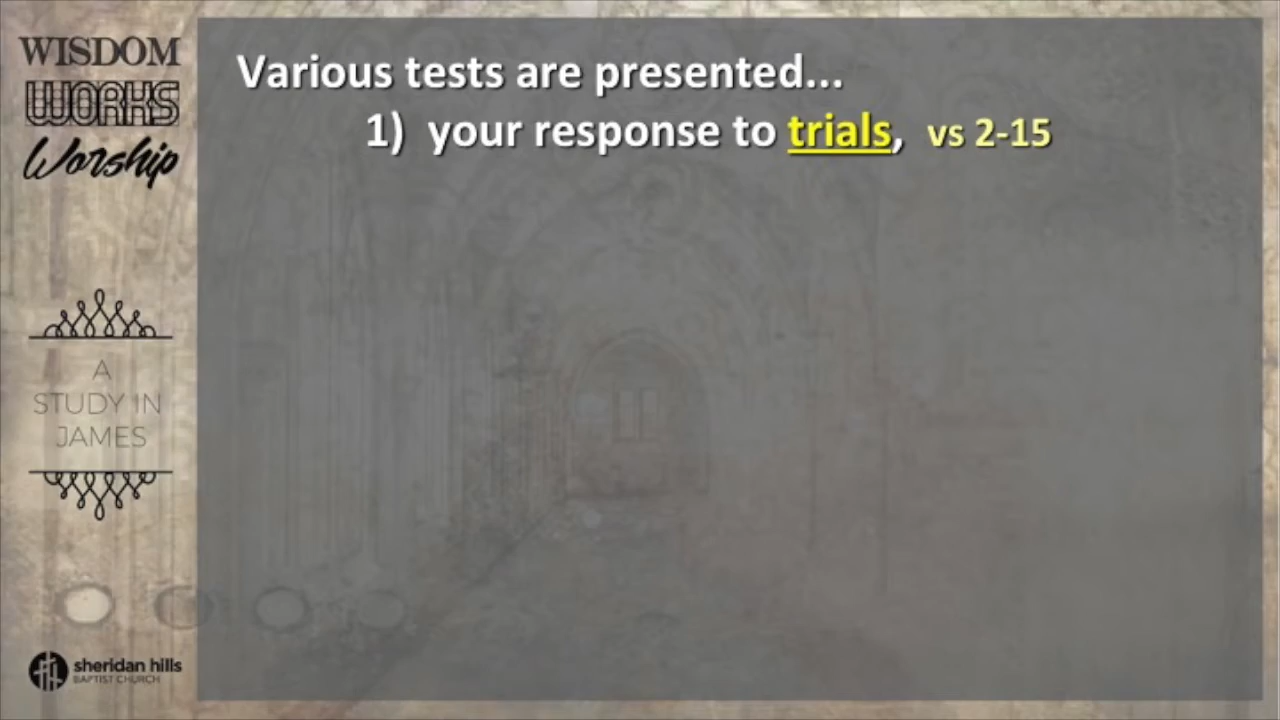 WISDOM
WORKS
Worship
A
STUDY IN
JAMES
sheridan hills
BAPTIST CHURCH
Various tests are presented...
1) your response to trials, vs 2-15